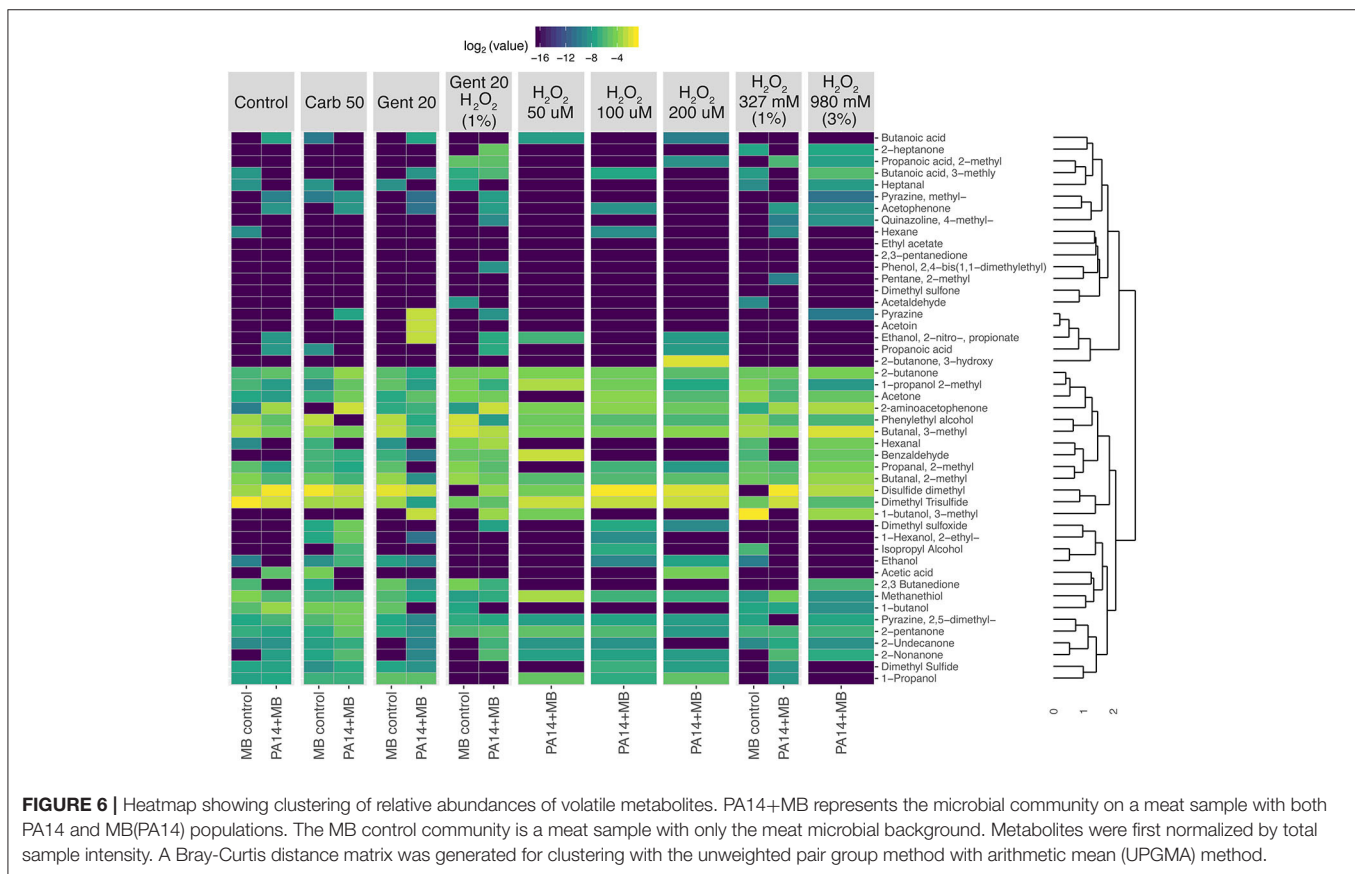 log₂ (value)
−16 −12 −8 −4
Control
Carb 50
Gent 20
Gent 20
H₂O₂
(1%)
H₂O₂
50 uM
H₂O₂
100 uM
H₂O₂
200 uM
H₂O₂
327 mM
(1%)
H₂O₂
980 mM
(3%)
Butanoic acid
2−heptanone
Propanoic acid, 2−methyl
Butanoic acid, 3−methly
Heptanal
Pyrazine, methyl−
Acetophenone
Quinazoline, 4−methyl−
Hexane
Ethyl acetate
2,3−pentanedione
Phenol, 2,4−bis(1,1−dimethylethyl)
Pentane, 2−methyl
Dimethyl sulfone
Acetaldehyde
Pyrazine
Acetoin
Ethanol, 2−nitro−, propionate
Propanoic acid
2−butanone, 3−hydroxy
2−butanone
1−propanol 2−methyl
Acetone
2−aminoacetophenone
Phenylethyl alcohol
Butanal, 3−methyl
Hexanal
Benzaldehyde
Propanal, 2−methyl
Butanal, 2−methyl
Disulfide dimethyl
Dimethyl Trisulfide
1−butanol, 3−methyl
Dimethyl sulfoxide
1−Hexanol, 2−ethyl−
Isopropyl Alcohol
Ethanol
Acetic acid
2,3 Butanedione
Methanethiol
1−butanol
Pyrazine, 2,5−dimethyl−
2−pentanone
2−Undecanone
2−Nonanone
Dimethyl Sulfide
1−Propanol
MB control
PA14+MB
MB control
PA14+MB
MB control
PA14+MB
MB control
PA14+MB
PA14+MB
PA14+MB
PA14+MB
MB control
PA14+MB
PA14+MB
0 1 2
FIGURE 6 | Heatmap showing clustering of relative abundances of volatile metabolites. PA14+MB represents the microbial community on a meat sample with both
PA14 and MB(PA14) populations. The MB control community is a meat sample with only the meat microbial background. Metabolites were first normalized by total
sample intensity. A Bray-Curtis distance matrix was generated for clustering with the unweighted pair group method with arithmetic mean (UPGMA) method.